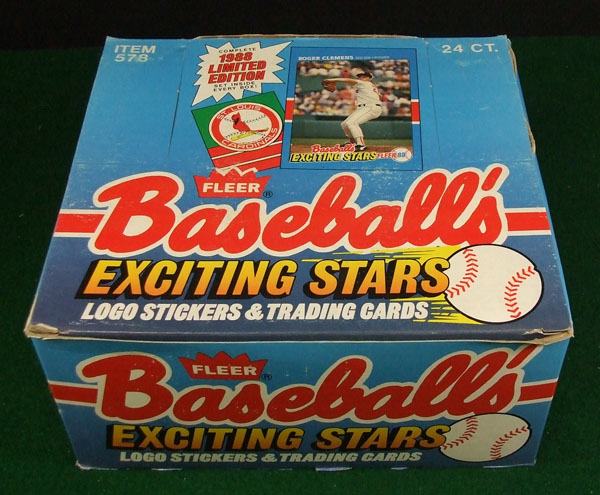 ITEM
578
24 CT.
COMPLETE
1988
LIMITED
EDITION
SET INSIDE
EVERY BOX!
ST. LOUIS
CARDINALS
ROGER CLEMENS
Baseball's
EXCITING STARS FLEER 88
FLEER®
Baseball's
EXCITING STARS
LOGO STICKERS & TRADING CARDS
FLEER®
Baseball's
EXCITING STARS
LOGO STICKERS & TRADING CARDS